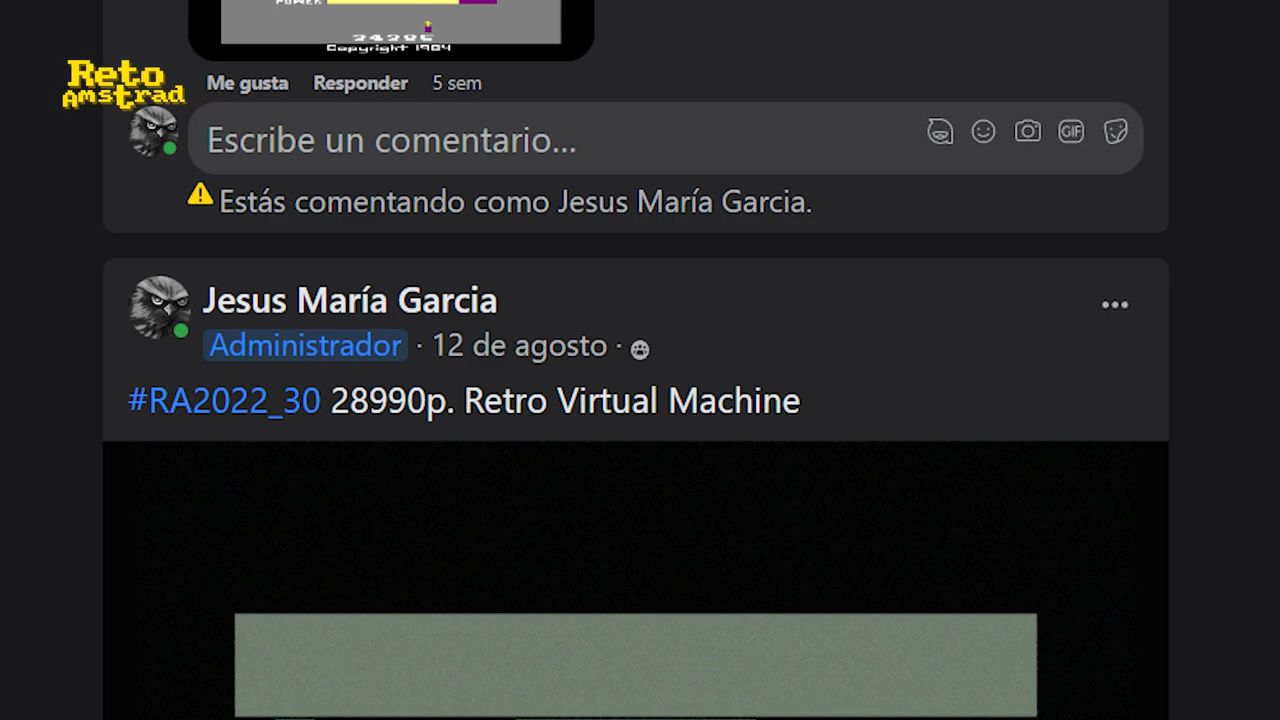 POWER
Copyright 1984
Reto
Amstrad
Me gusta Responder 5 sem
Escribe un comentario...
GIF
Estás comentando como Jesus María Garcia.
Jesus María Garcia
Administrador · 12 de agosto ·
#RA2022_30 28990p. Retro Virtual Machine